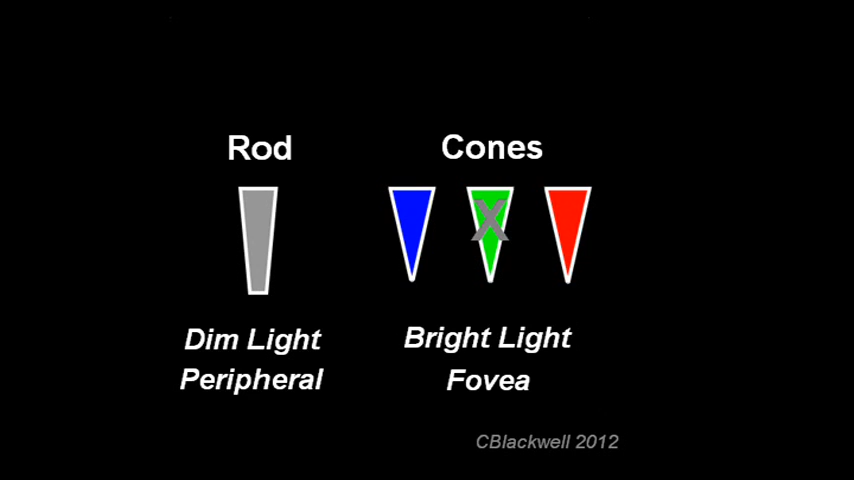 Rod
Cones
X
Dim Light
Peripheral
Bright Light
Fovea
CBlackwell 2012